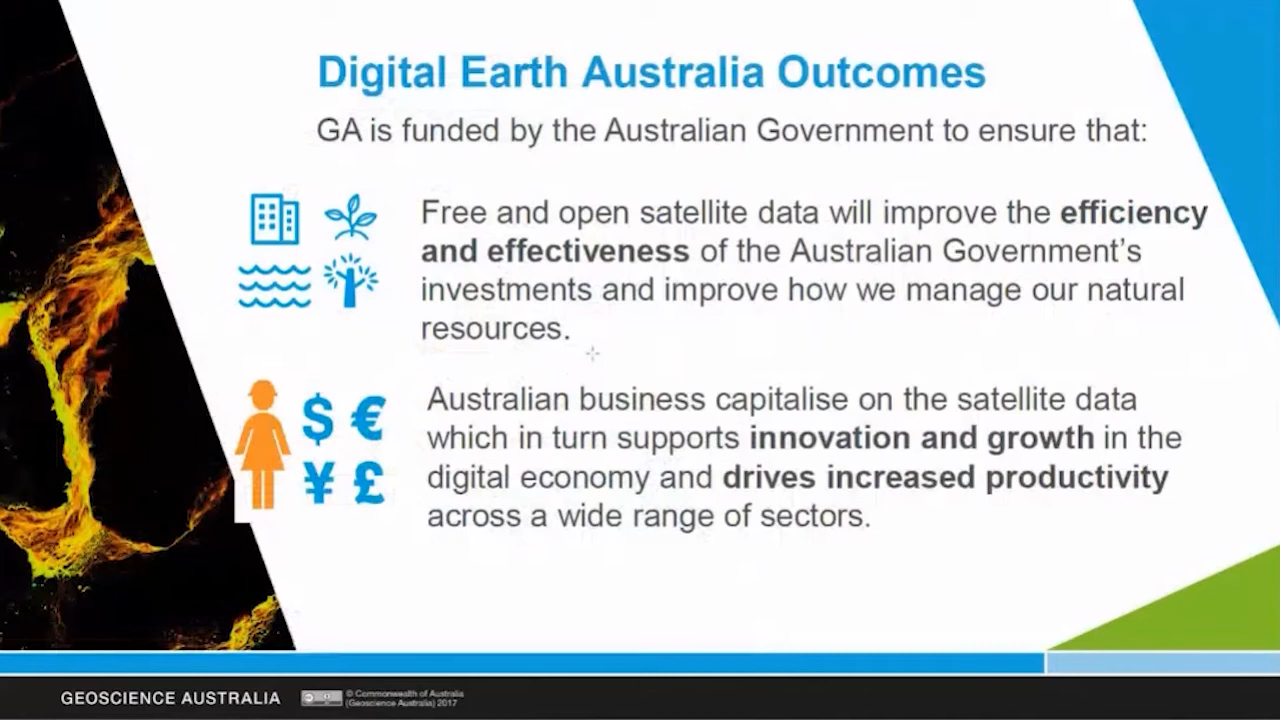 Digital Earth Australia Outcomes
GA is funded by the Australian Government to ensure that:
Free and open satellite data will improve the efficiency
and effectiveness of the Australian Government's
investments and improve how we manage our natural
resources.
$ €
¥ £
Australian business capitalise on the satellite data
which in turn supports innovation and growth in the
digital economy and drives increased productivity
across a wide range of sectors.
GEOSCIENCE AUSTRALIA
© Commonwealth of Australia
(Geoscience Australia) 2017